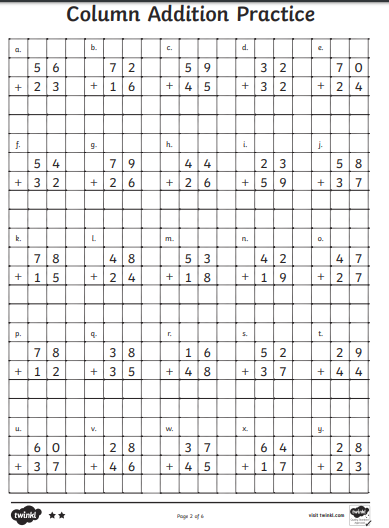 Column Addition Practice
a. b. c. d. e.
5 6 7 2 5 9 3 2 7 0
+ 2 3 + 1 6 + 4 5 + 3 2 + 2 4
f. g. h. i. j.
5 4 7 9 4 4 2 3 5 8
+ 3 2 + 2 6 + 2 6 + 5 9 + 3 7
k. l. m. n. o.
7 8 4 8 5 3 4 2 4 7
+ 1 5 + 2 4 + 1 8 + 1 9 + 2 7
p. q. r. s. t.
7 8 3 8 1 6 5 2 2 9
+ 1 2 + 3 5 + 4 8 + 3 7 + 4 4
u. v. w. x. y.
6 0 2 8 3 7 6 4 2 8
+ 3 7 + 4 6 + 4 5 + 1 7 + 2 3
twinkl Page 2 of 6 visit twinkl.com twinkl